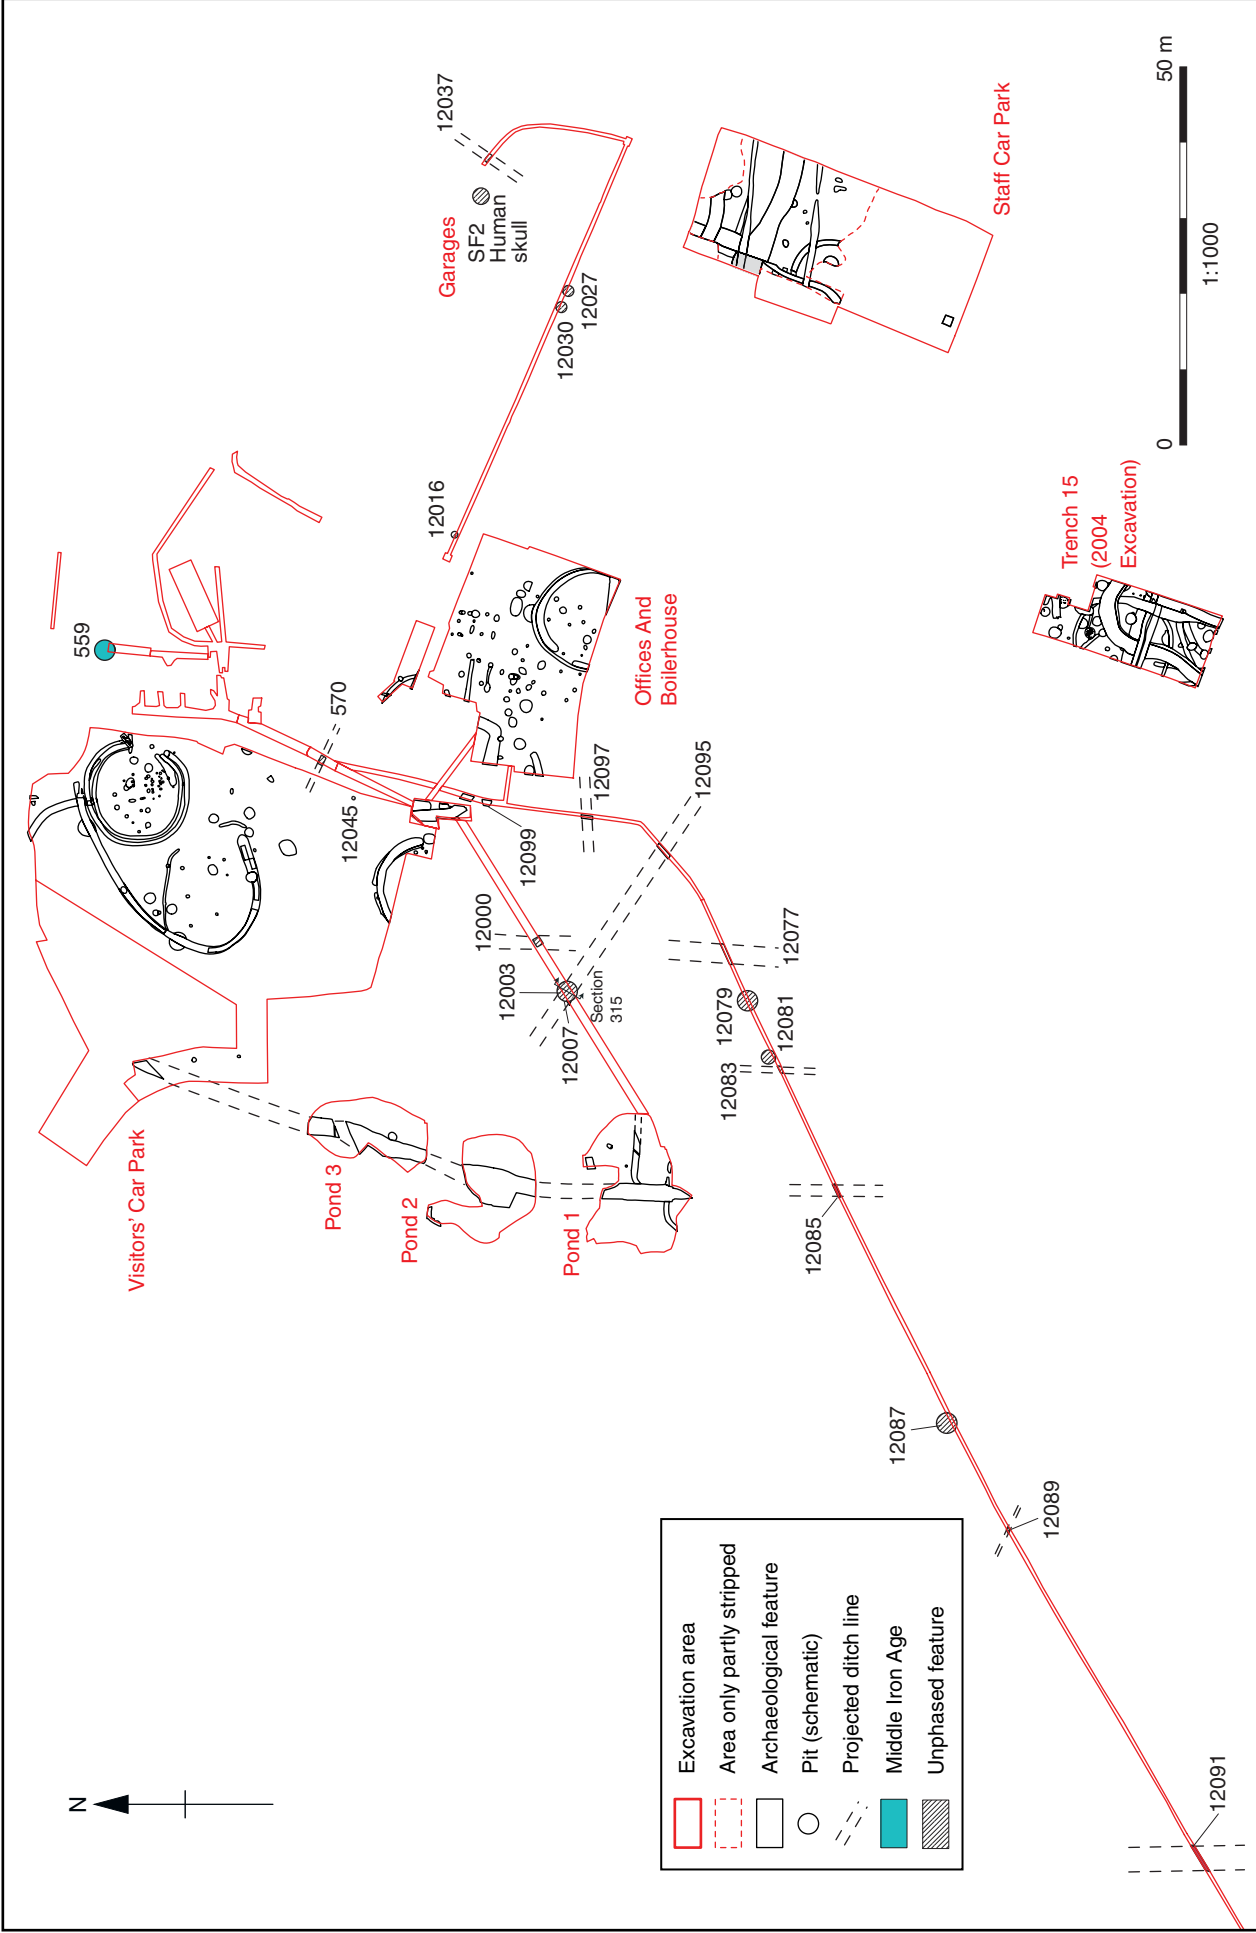 N
Visitors' Car Park
Pond 3
Pond 2
Pond 1
559
570
12045
12099
12097
12095
12000
12003
12007
Section
315
12077
12079
12081
12083
12085
12087
12089
12091
Offices And
Boilerhouse
12016
12030
12027
Garages
SF2
Human
skull
12037
Staff Car Park
Trench 15
(2004
Excavation)
0
50 m
1:1000
Excavation area
Area only partly stripped
Archaeological feature
Pit (schematic)
Projected ditch line
Middle Iron Age
Unphased feature